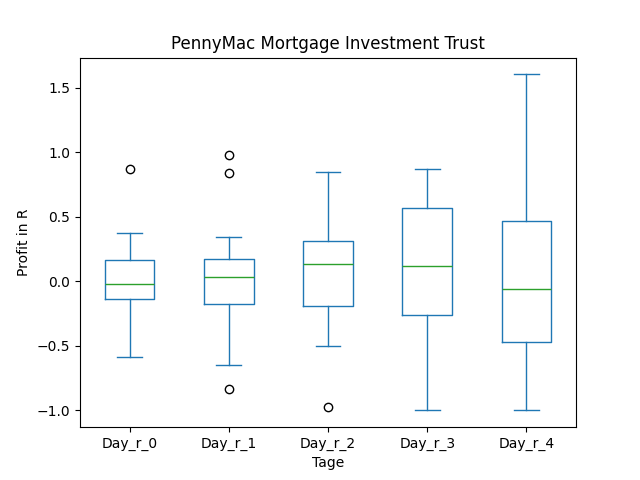 PennyMac Mortgage Investment Trust
Profit in R
1.5
1.0
0.5
0.0
−0.5
−1.0
Day_r_0 Day_r_1 Day_r_2 Day_r_3 Day_r_4
Tage